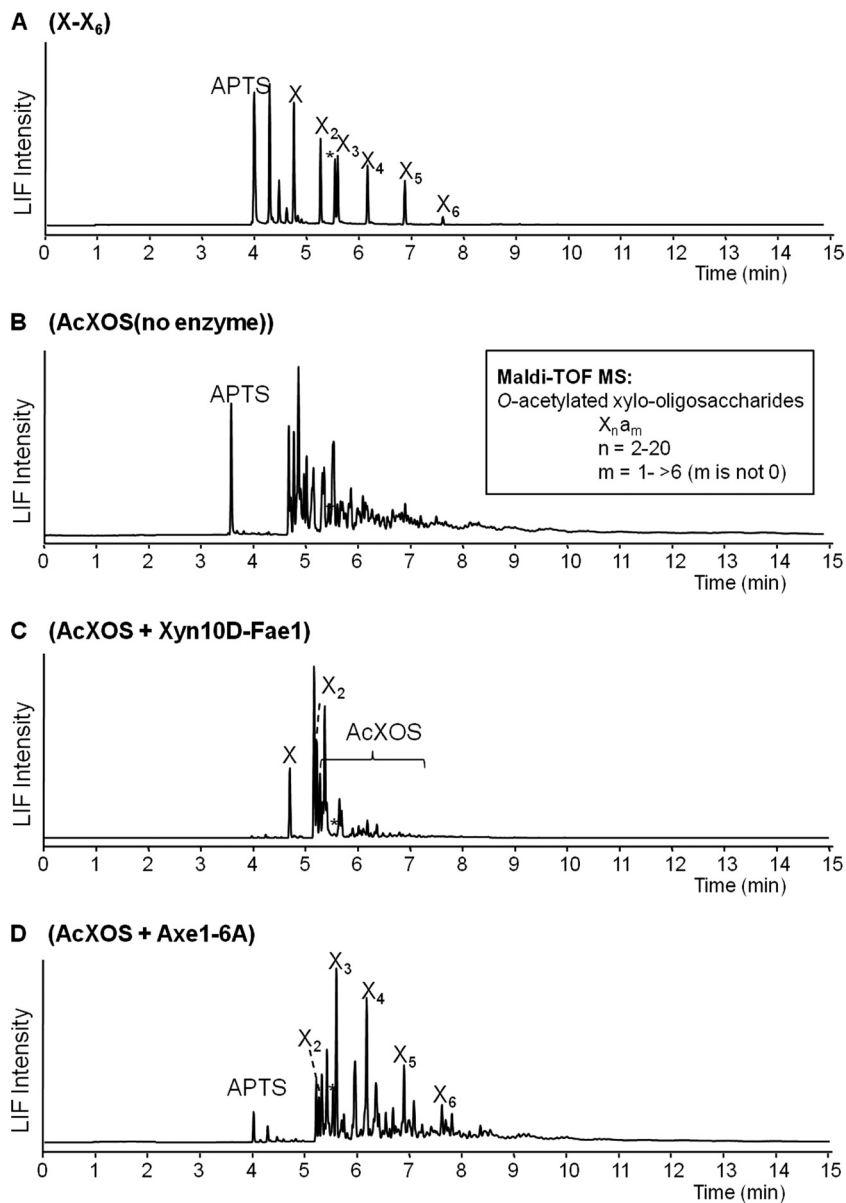 A (X-X6)
LIF Intensity
APTS
X
X2
*
X3
X4
X5
X6
0 1 2 3 4 5 6 7 8 9 10 11 12 13 14 15
Time (min)
B (AcXOS(no enzyme))
LIF Intensity
APTS
Maldi-TOF MS:
O-acetylated xylo-oligosaccharides
Xnam
n = 2-20
m = 1- >6 (m is not 0)
0 1 2 3 4 5 6 7 8 9 10 11 12 13 14 15
Time (min)
C (AcXOS + Xyn10D-Fae1)
LIF Intensity
X
X2
AcXOS
*
0 1 2 3 4 5 6 7 8 9 10 11 12 13 14 15
Time (min)
D (AcXOS + Axe1-6A)
LIF Intensity
APTS
X2
*
X3
X4
X5
X6
0 1 2 3 4 5 6 7 8 9 10 11 12 13 14 15
Time (min)